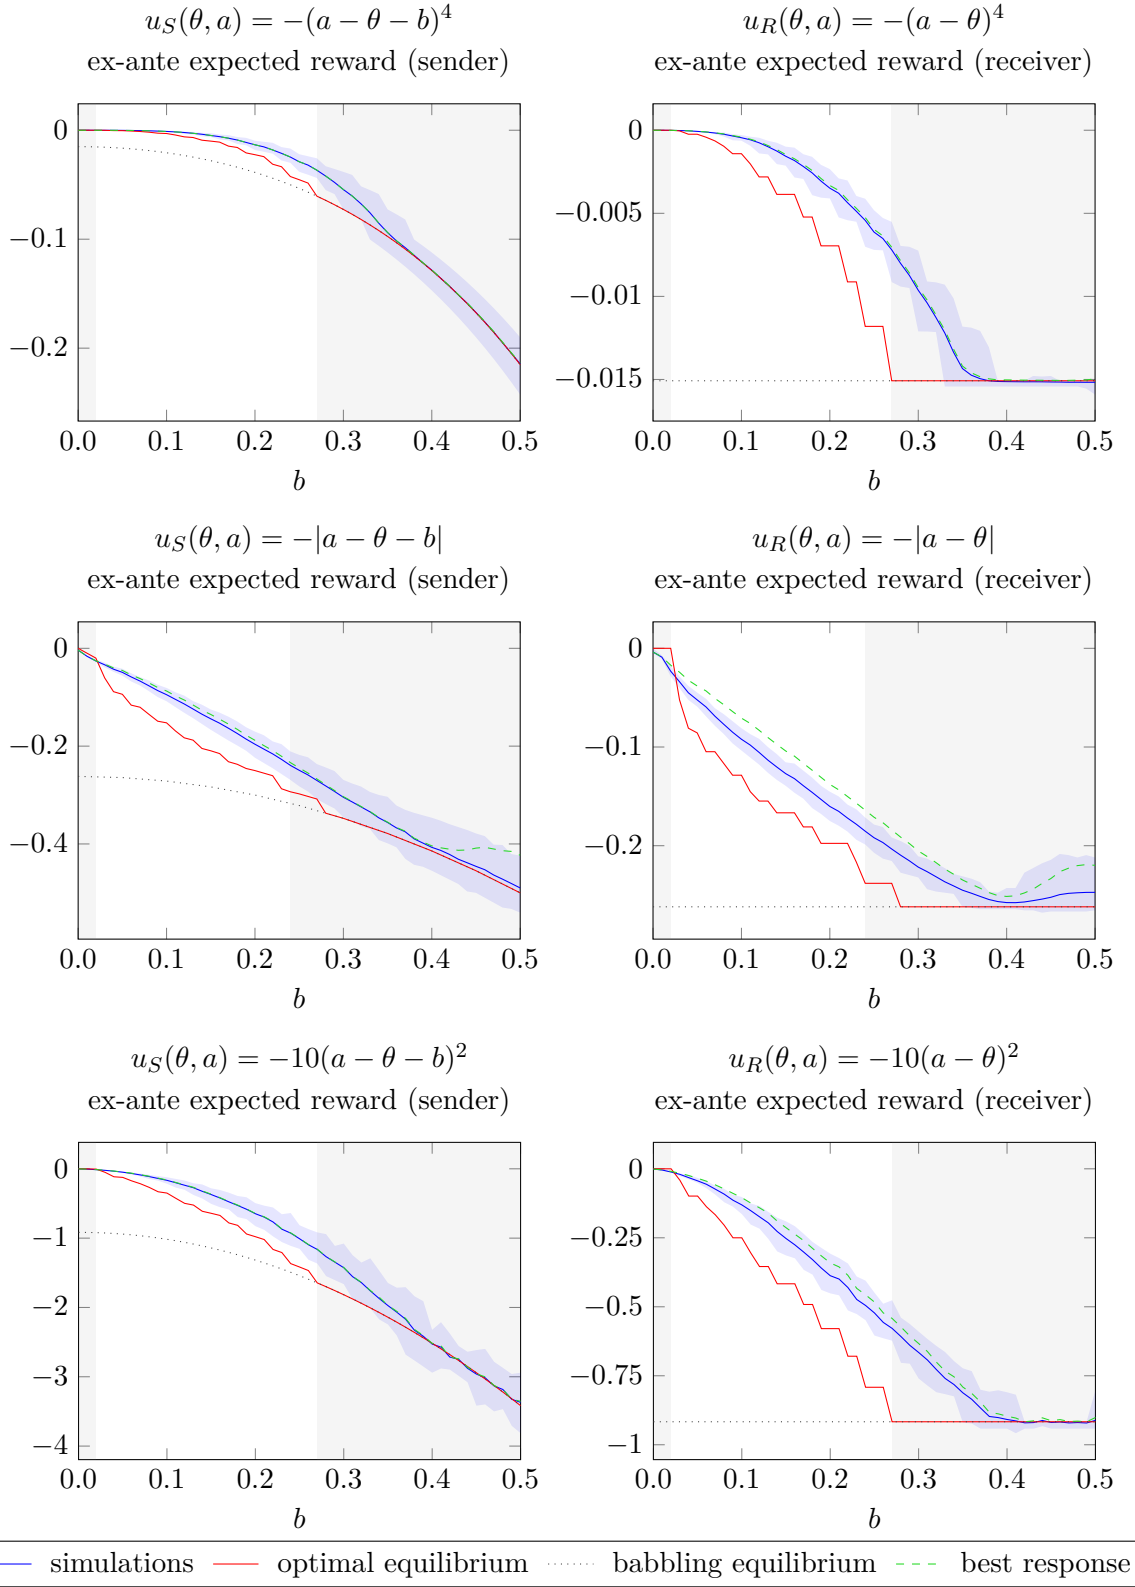 u_S(θ, a) = −(a − θ − b)^4
ex-ante expected reward (sender)
0
−0.1
−0.2
0.0 0.1 0.2 0.3 0.4 0.5
b
u_R(θ, a) = −(a − θ)^4
ex-ante expected reward (receiver)
0
−0.005
−0.01
−0.015
0.0 0.1 0.2 0.3 0.4 0.5
b
u_S(θ, a) = −|a − θ − b|
ex-ante expected reward (sender)
0
−0.2
−0.4
0.0 0.1 0.2 0.3 0.4 0.5
b
u_R(θ, a) = −|a − θ|
ex-ante expected reward (receiver)
0
−0.1
−0.2
0.0 0.1 0.2 0.3 0.4 0.5
b
u_S(θ, a) = −10(a − θ − b)^2
ex-ante expected reward (sender)
0
−1
−2
−3
−4
0.0 0.1 0.2 0.3 0.4 0.5
b
u_R(θ, a) = −10(a − θ)^2
ex-ante expected reward (receiver)
0
−0.25
−0.5
−0.75
−1
0.0 0.1 0.2 0.3 0.4 0.5
b
simulations optimal equilibrium babbling equilibrium best response